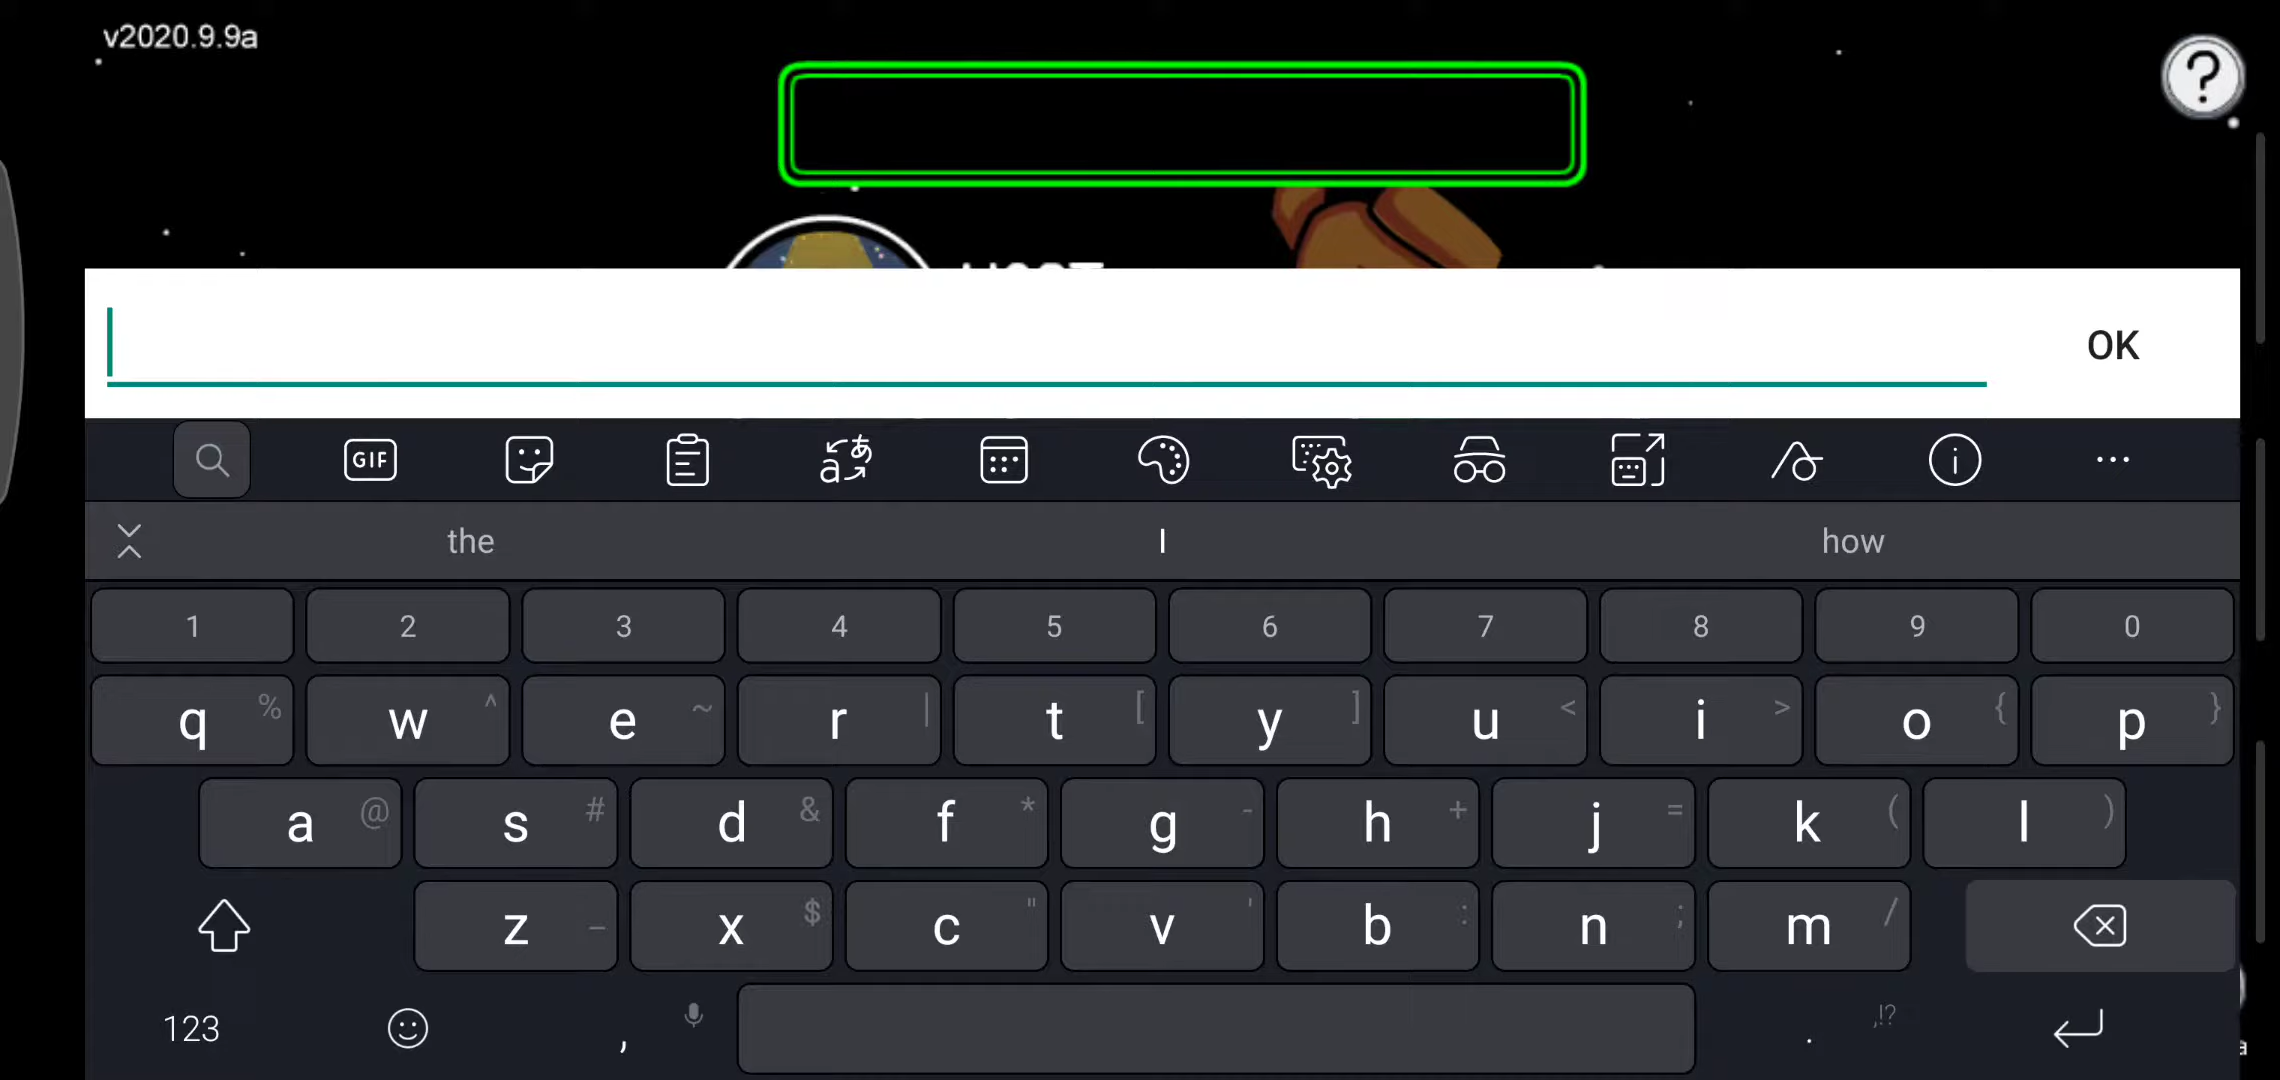 v2020.9.9a
?
OK
GIF
the I how
1 2 3 4 5 6 7 8 9 0
q % w ^ e ~ r | t [ y ] u < i > o { p }
a @ s # d & f * g - h + j = k ( l )
z _ x $ c " v ' b : n ; m /
123 , . ,!?